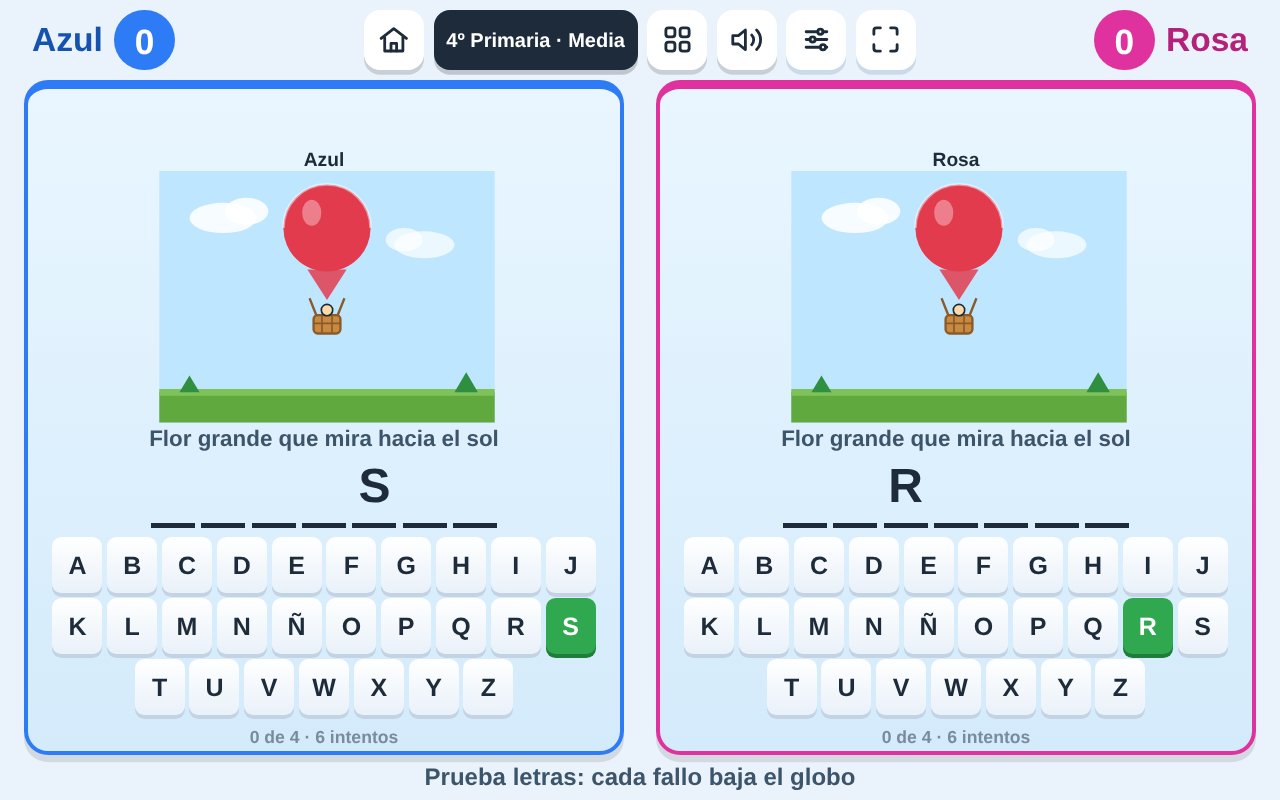 Azul 0 4º Primaria · Media 0 Rosa
Azul
Flor grande que mira hacia el sol
S
A B C D E F G H I J
K L M N Ñ O P Q R S
T U V W X Y Z
0 de 4 · 6 intentos
Rosa
Flor grande que mira hacia el sol
R
A B C D E F G H I J
K L M N Ñ O P Q R S
T U V W X Y Z
0 de 4 · 6 intentos
Prueba letras: cada fallo baja el globo